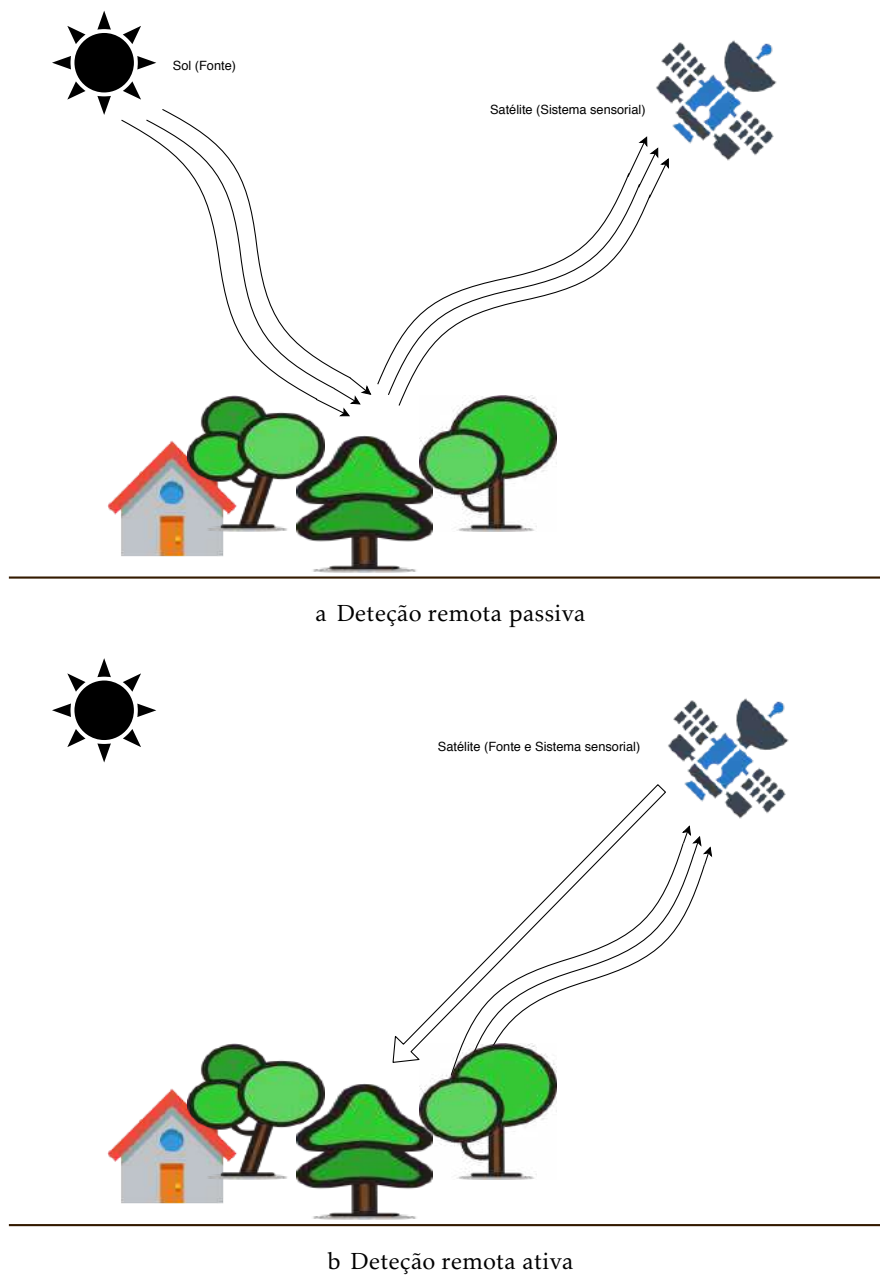 Sol (Fonte)
Satélite (Sistema sensorial)
a Deteção remota passiva
Satélite (Fonte e Sistema sensorial)
b Deteção remota ativa